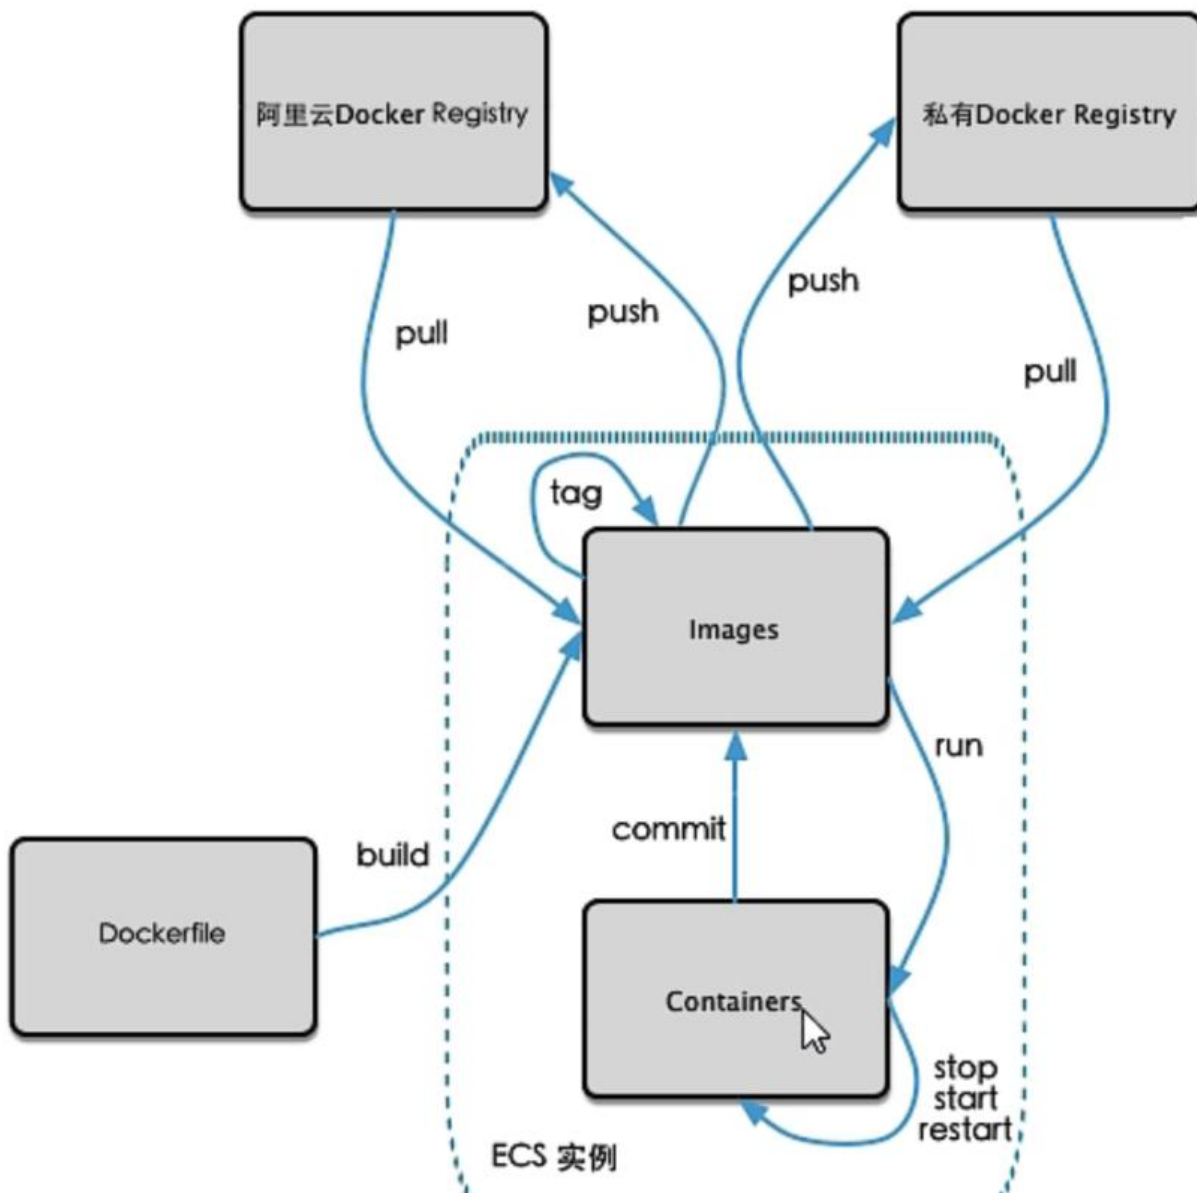 阿里云Docker Registry
私有Docker Registry
push
push
pull
pull
tag
Images
run
commit
build
Dockerfile
Containers
stop
start
restart
ECS 实例